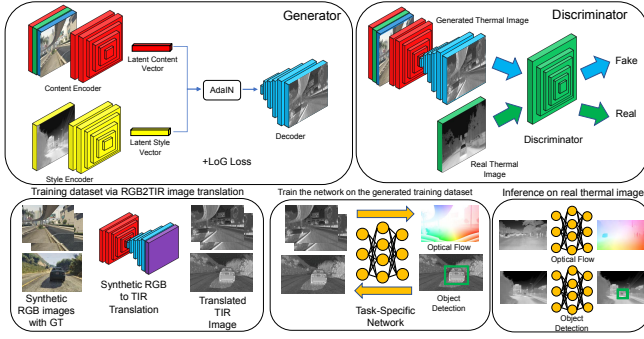 Generator
Content Encoder
Latent Content
Vector
AdaIN
Decoder
Style Encoder
Latent Style
Vector
+LoG Loss
Discriminator
Generated Thermal Image
Fake
Real
Discriminator
Real Thermal
Image
Training dataset via RGB2TIR image translation
Synthetic
RGB images
with GT
Synthetic RGB
to TIR
Translation
Translated
TIR
Image
Train the network on the generated training dataset
Optical Flow
Object
Detection
Task-Specific
Network
Inference on real thermal image
Optical Flow
Object
Detection